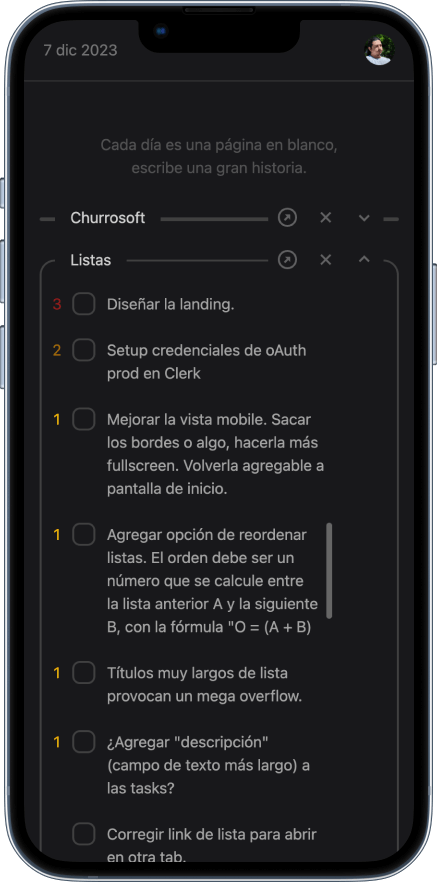 7 dic 2023
Cada día es una página en blanco,
escribe una gran historia.
Churrosoft
Listas
3 Diseñar la landing.
2 Setup credenciales de oAuth
prod en Clerk
1 Mejorar la vista mobile. Sacar
los bordes o algo, hacerla más
fullscreen. Volverla agregable a
pantalla de inicio.
1 Agregar opción de reordenar
listas. El orden debe ser un
número que se calcule entre
la lista anterior A y la siguiente
B, con la fórmula "O = (A + B)
1 Títulos muy largos de lista
provocan un mega overflow.
1 ¿Agregar "descripción"
(campo de texto más largo) a
las tasks?
Corregir link de lista para abrir
en otra tab.